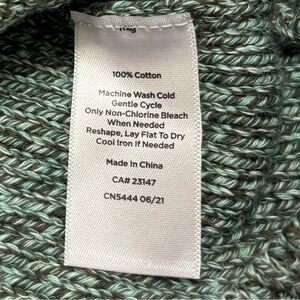 100% Cotton
Machine Wash Cold
Gentle Cycle
Only Non-Chlorine Bleach
When Needed
Reshape, Lay Flat To Dry
Cool Iron If Needed
Made In China
CA# 23147
CN5444 06/21